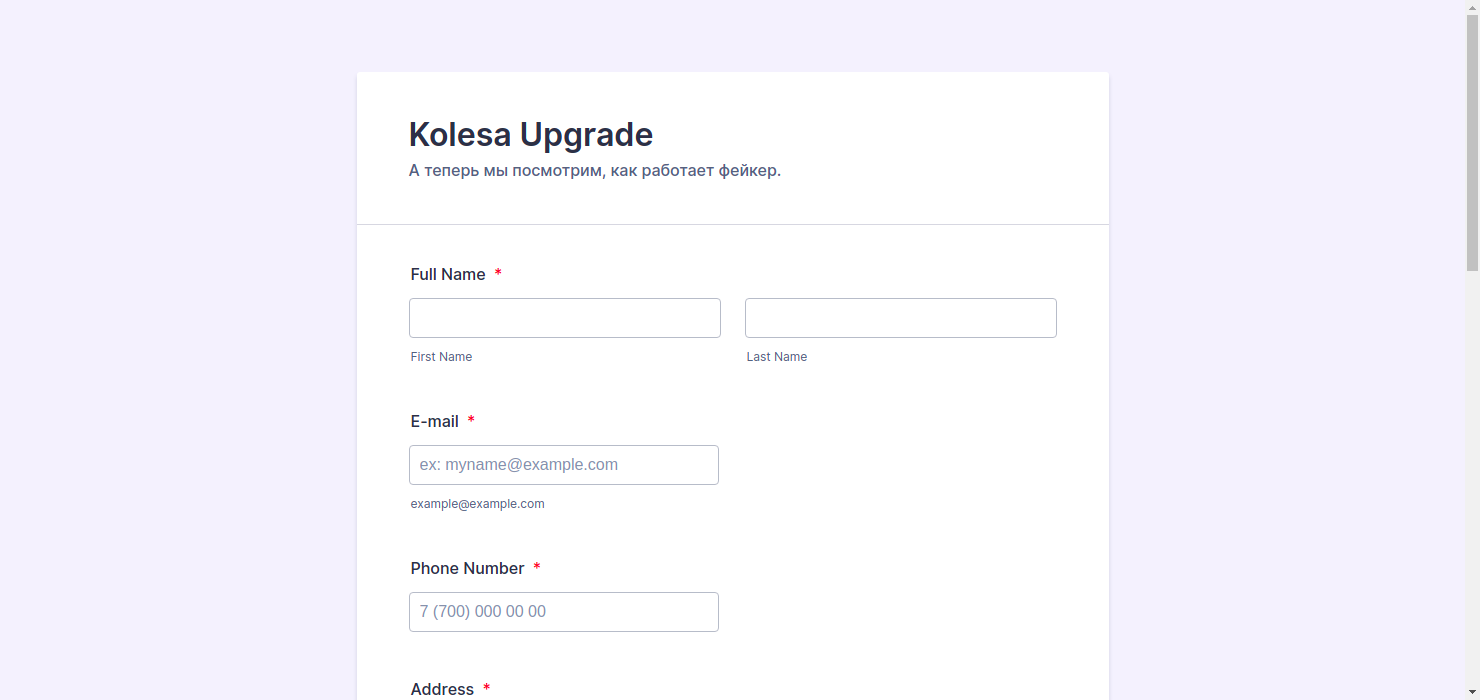 Kolesa Upgrade
А теперь мы посмотрим, как работает фейкер.
Full Name *
First Name Last Name
E-mail *
ex: myname@example.com
example@example.com
Phone Number *
7 (700) 000 00 00
Address *